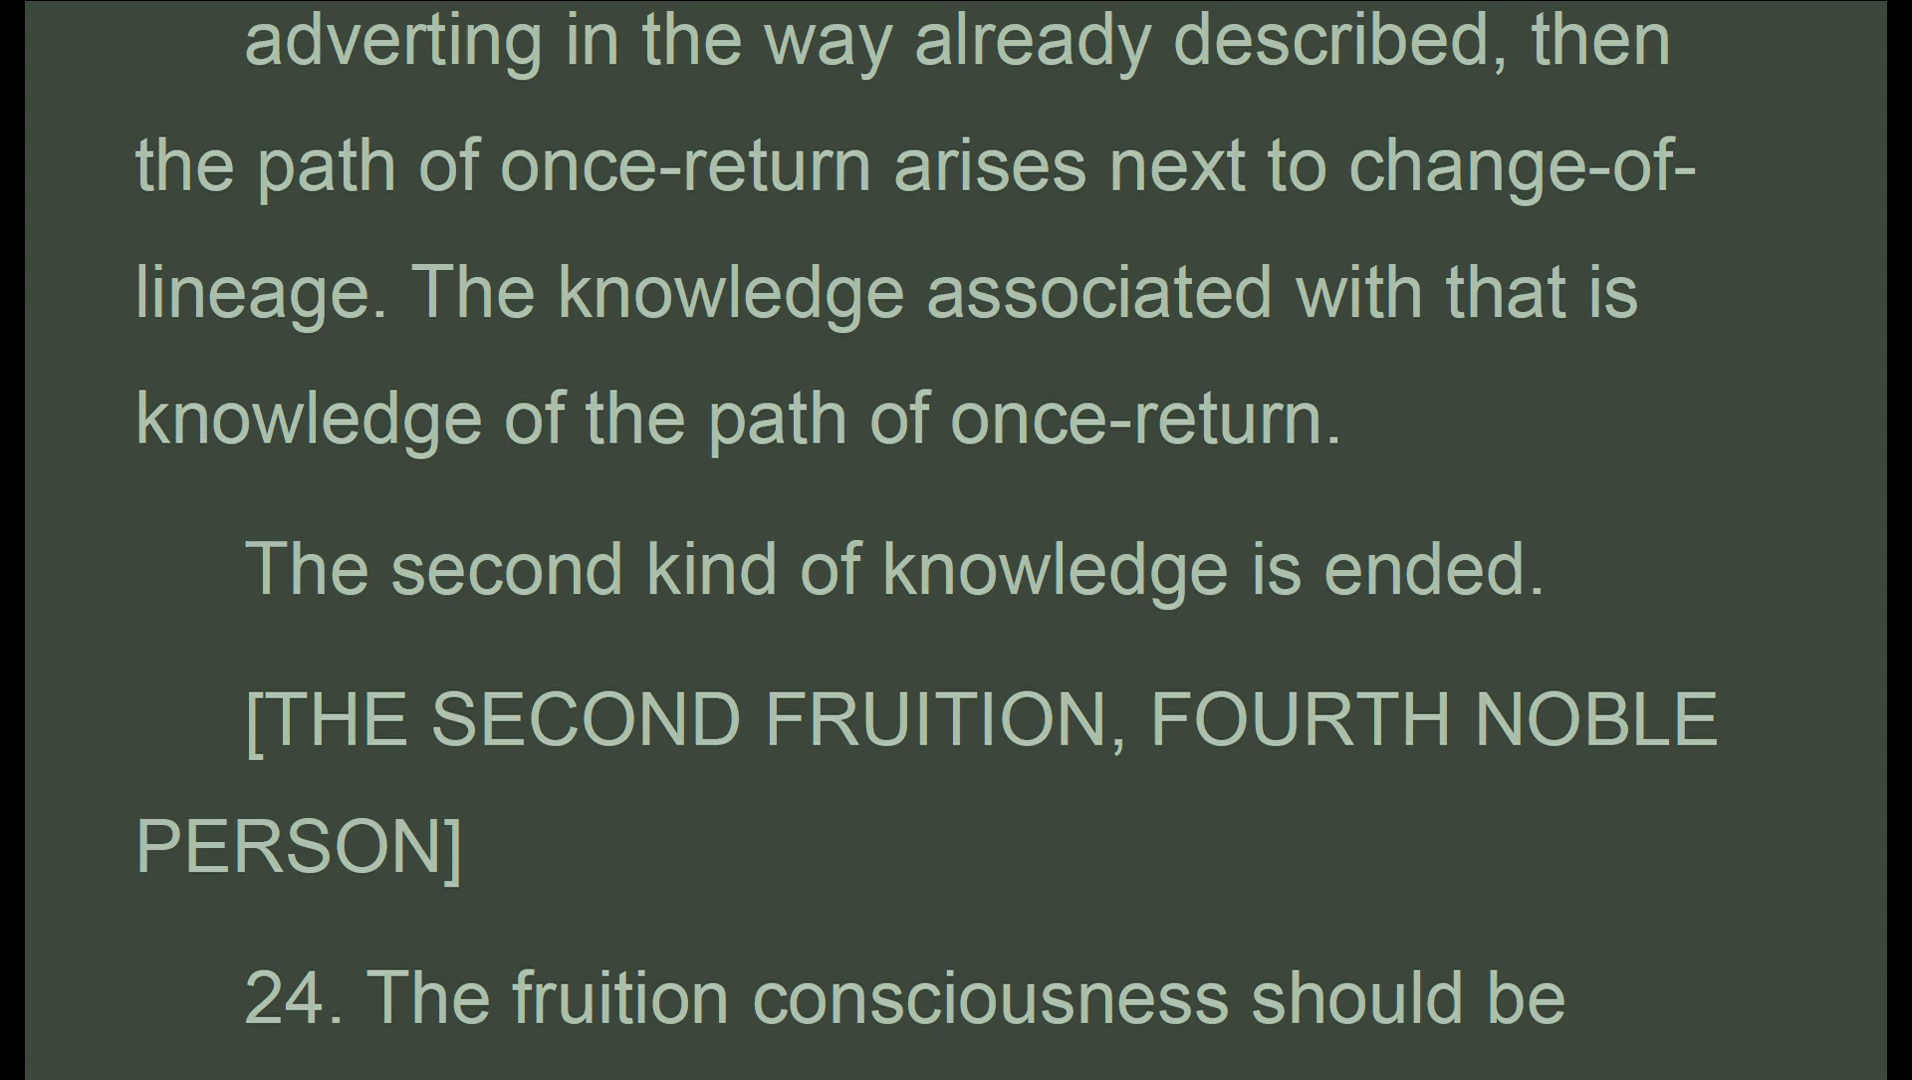 adverting in the way already described, then
the path of once-return arises next to change-of-
lineage. The knowledge associated with that is
knowledge of the path of once-return.
The second kind of knowledge is ended.
[THE SECOND FRUITION, FOURTH NOBLE
PERSON]
24. The fruition consciousness should be